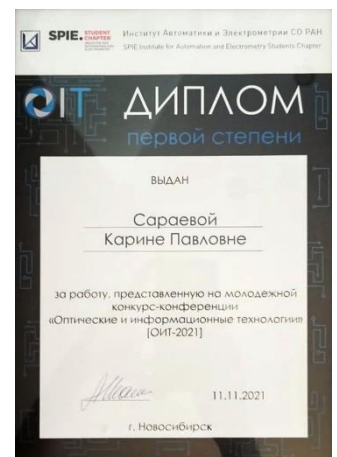 SPIE. STUDENT CHAPTER
Институт Автоматики и Электрометрии СО РАН
SPIE Institute for Automation and Electrometry Students Chapter
OIT
ДИПЛОМ
первой степени
ВЫДАН
Сараевой
Карине Павловне
за работу, представленную на молодежной
конкурс-конференции
«Оптические и информационные технологии»
[ОИТ-2021]
11.11.2021
г. Новосибирск